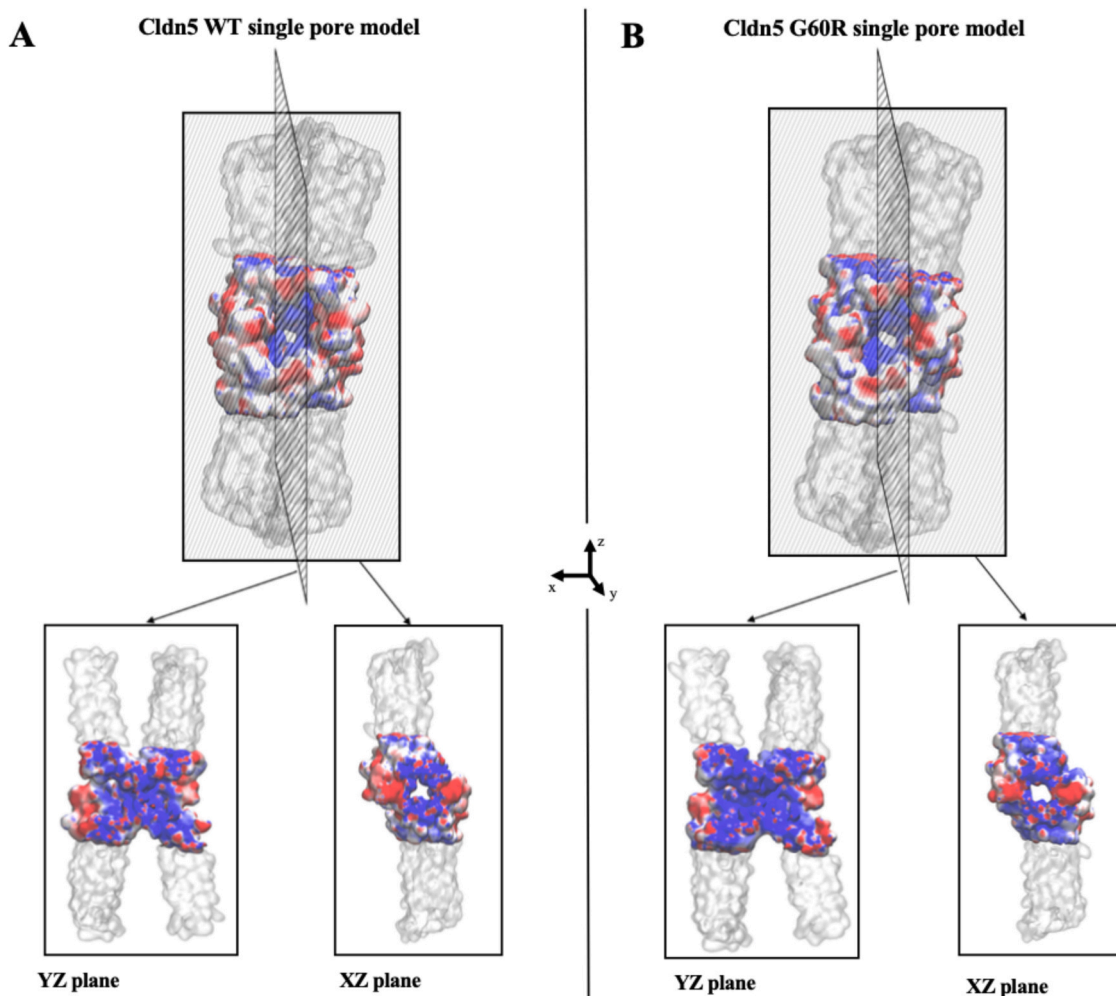 A
Cldn5 WT single pore model
B
Cldn5 G60R single pore model
z
x
y
YZ plane
XZ plane
YZ plane
XZ plane